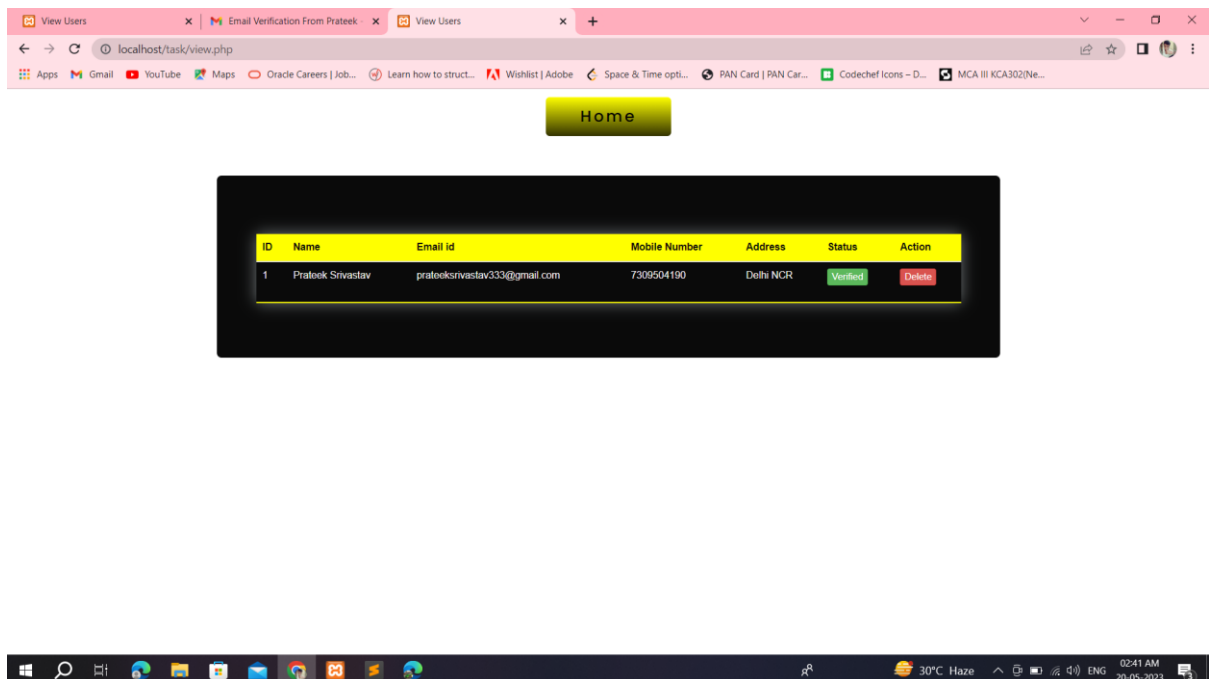 View Users
Email Verification From Prateek -
View Users
localhost/task/view.php
Apps Gmail YouTube Maps Oracle Careers | Job... Learn how to struct... Wishlist | Adobe Space & Time opti... PAN Card | PAN Car... Codechef Icons – D... MCA III KCA302(Ne...
Home
ID Name Email id Mobile Number Address Status Action
1 Prateek Srivastav prateeksrivastav333@gmail.com 7309504190 Delhi NCR Verified Delete
30°C Haze ENG 02:41 AM
20-05-2023